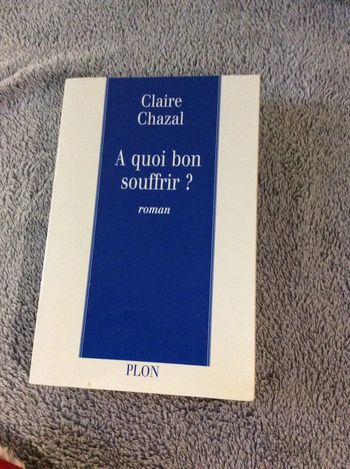 Claire
Chazal
A quoi bon
souffrir ?
roman
PLON